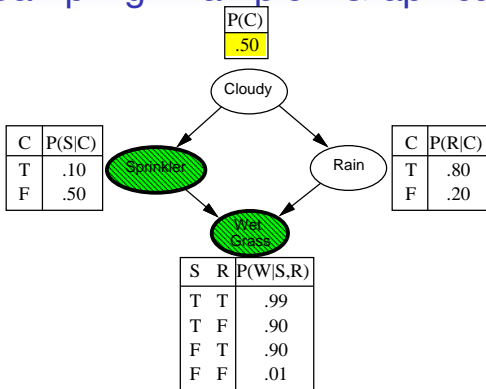 P(C)
.50
Cloudy
C P(S|C)
T .10
F .50
Sprinkler
Rain
C P(R|C)
T .80
F .20
Wet
Grass
S R P(W|S,R)
T T .99
T F .90
F T .90
F F .01